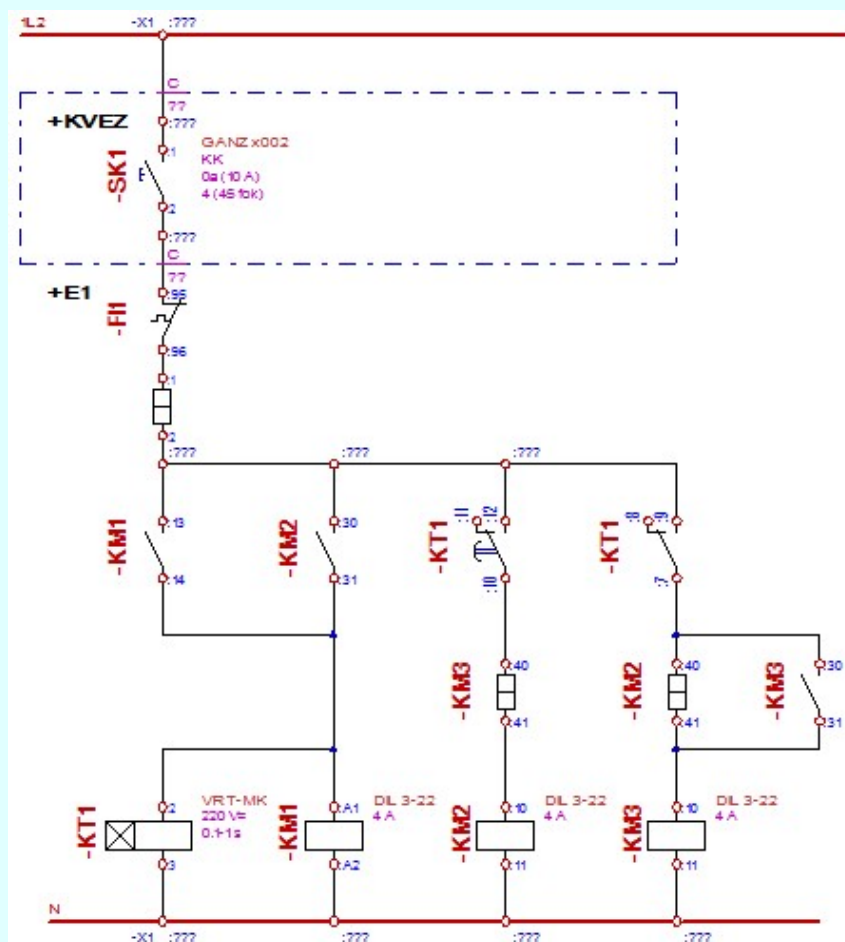 1L2
-X1 :???
C
77
+KVEZ
:???
-SK1
:1
GANZ x002
KK
0a (10 A)
4 (45 fok)
:2
:???
C
77
+E1
:95
-FI1
:96
:1
:2
:??? :??? :???
-KM1 :13 :14
-KM2 :30 :31
-KT1 :11 :12 :10
-KT1 :8 :9 :7
-KM3 :40 :41
-KM2 :40 :41
-KM3 :30 :31
-KT1 :2 :3
VRT-MK
220 V=
0.1-1s
-KM1 :A1 :A2
DIL 3-22
4 A
-KM2 :10 :11
DIL 3-22
4 A
-KM3 :10 :11
DIL 3-22
4 A
N
-X1 :??? :??? :??? :???